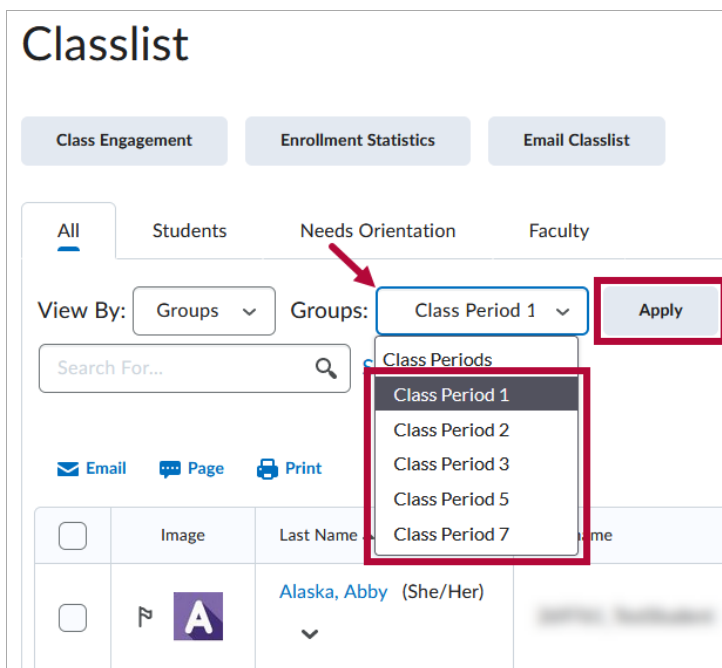 Classlist
Class Engagement Enrollment Statistics Email Classlist
All Students Needs Orientation Faculty
View By: Groups Groups: Class Period 1 Apply
Search For...
Class Periods
Class Period 1
Class Period 2
Class Period 3
Class Period 5
Class Period 7
Email Page Print
Image Last Name
A Alaska, Abby (She/Her)